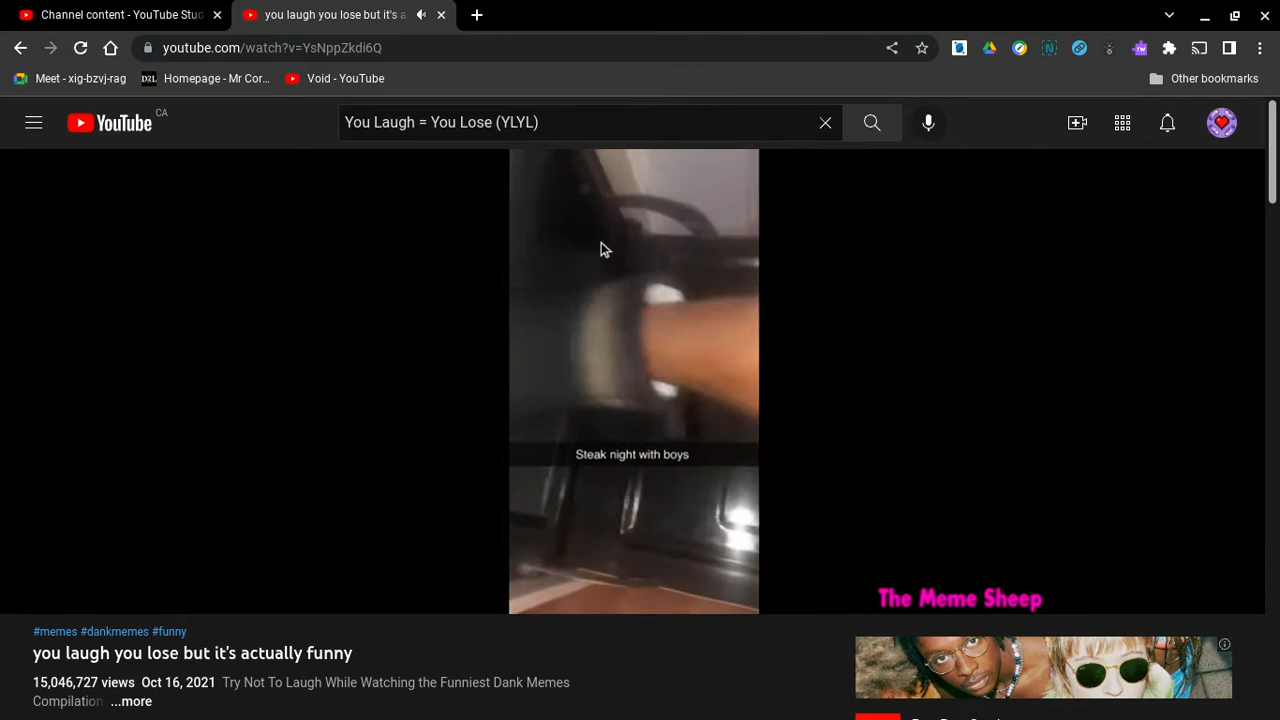 Channel content - YouTube Stud
you laugh you lose but it's a
youtube.com/watch?v=YsNppZkdi6Q
Meet - xig-bzvj-rag
D2L
Homepage - Mr Cor...
Void - YouTube
Other bookmarks
YouTube CA
You Laugh = You Lose (YLYL)
Steak night with boys
The Meme Sheep
#memes #dankmemes #funny
you laugh you lose but it's actually funny
15,046,727 views Oct 16, 2021 Try Not To Laugh While Watching the Funniest Dank Memes
Compilation ...more